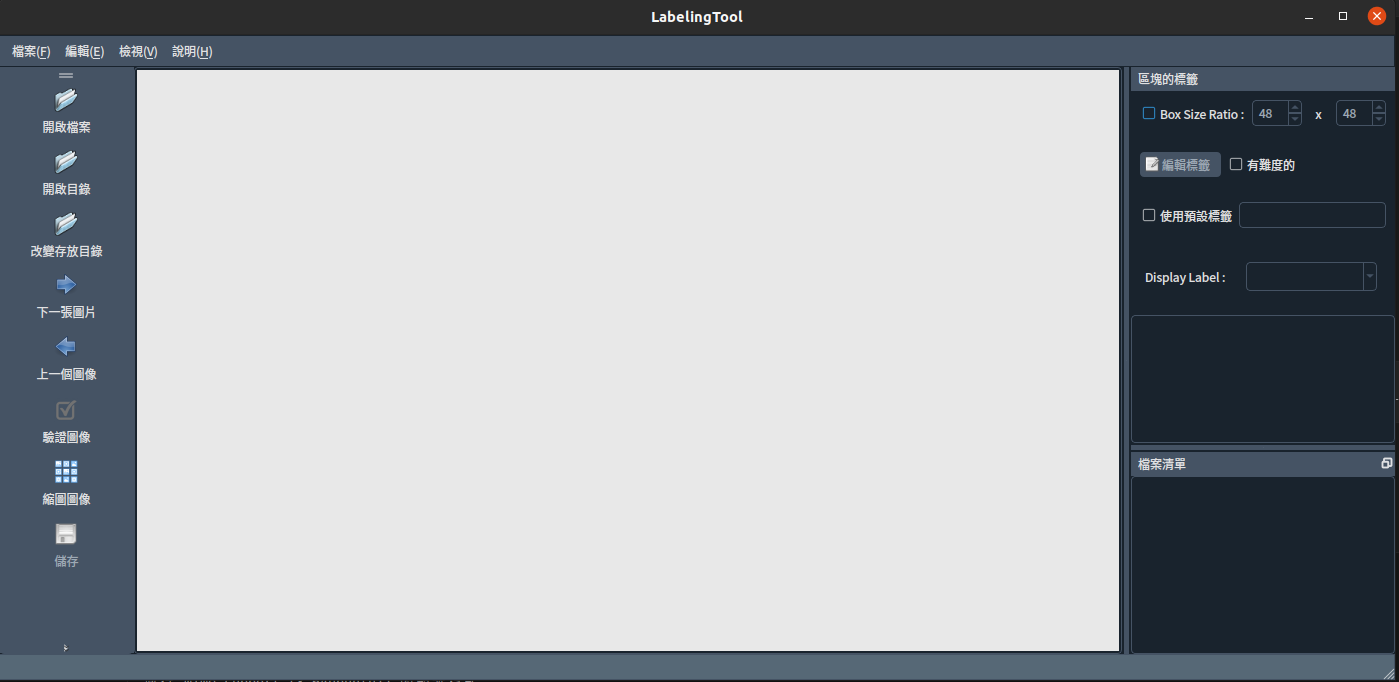 LabelingTool
檔案(F) 編輯(E) 檢視(V) 說明(H)
開啟檔案
開啟目錄
改變存放目錄
下一張圖片
上一個圖像
驗證圖像
縮圖圖像
儲存
區塊的標籤
Box Size Ratio : 48 x 48
編輯標籤 有難度的
使用預設標籤
Display Label :
檔案清單